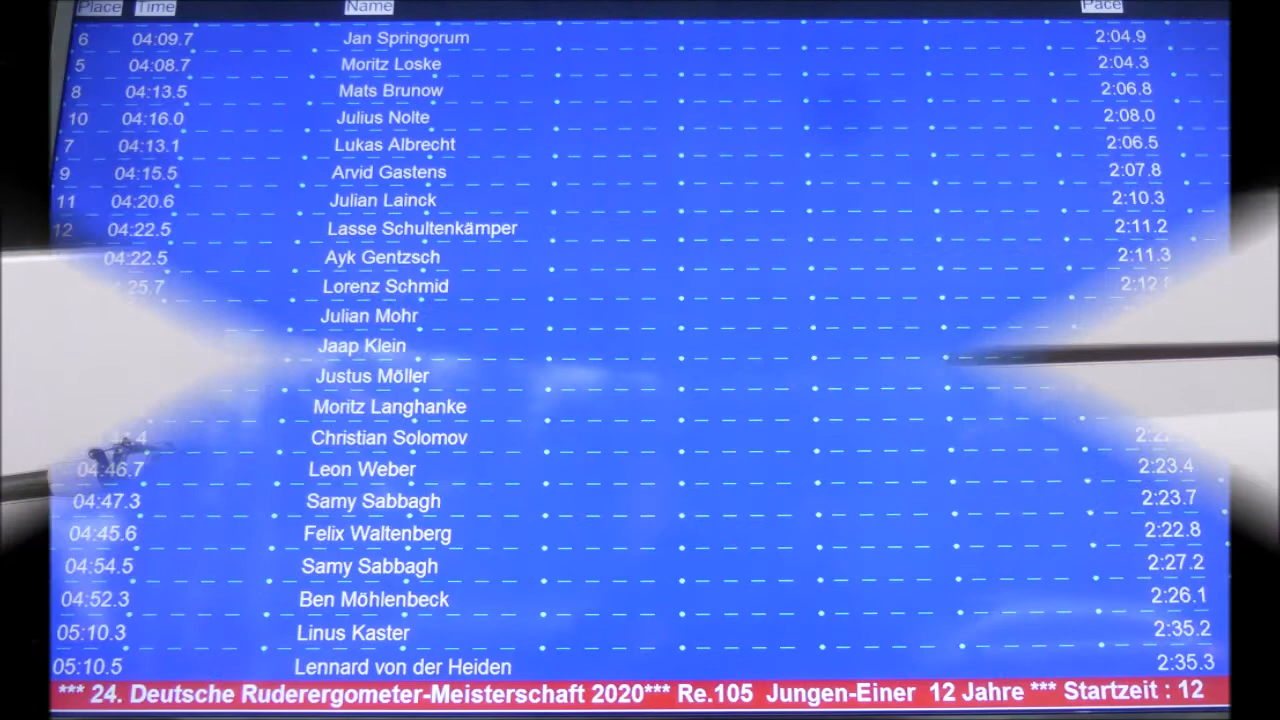 Place Time Name Pace
6 04:09.7 Jan Springorum 2:04.9
5 04:08.7 Moritz Loske 2:04.3
8 04:13.5 Mats Brunow 2:06.8
10 04:16.0 Julius Nolte 2:08.0
7 04:13.1 Lukas Albrecht 2:06.5
9 04:15.5 Arvid Gastens 2:07.8
11 04:20.6 Julian Lainck 2:10.3
12 04:22.5 Lasse Schultenkämper 2:11.2
04:22.5 Ayk Gentzsch 2:11.3
Lorenz Schmid
Julian Mohr
Jaap Klein
Justus Möller
Moritz Langhanke
Christian Solomov
04:46.7 Leon Weber 2:23.4
04:47.3 Samy Sabbagh 2:23.7
04:45.6 Felix Waltenberg 2:22.8
04:54.5 Samy Sabbagh 2:27.2
04:52.3 Ben Möhlenbeck 2:26.1
05:10.3 Linus Kaster 2:35.2
05:10.5 Lennard von der Heiden 2:35.3
*** 24. Deutsche Ruderergometer-Meisterschaft 2020*** Re.105 Jungen-Einer 12 Jahre *** Startzeit : 12